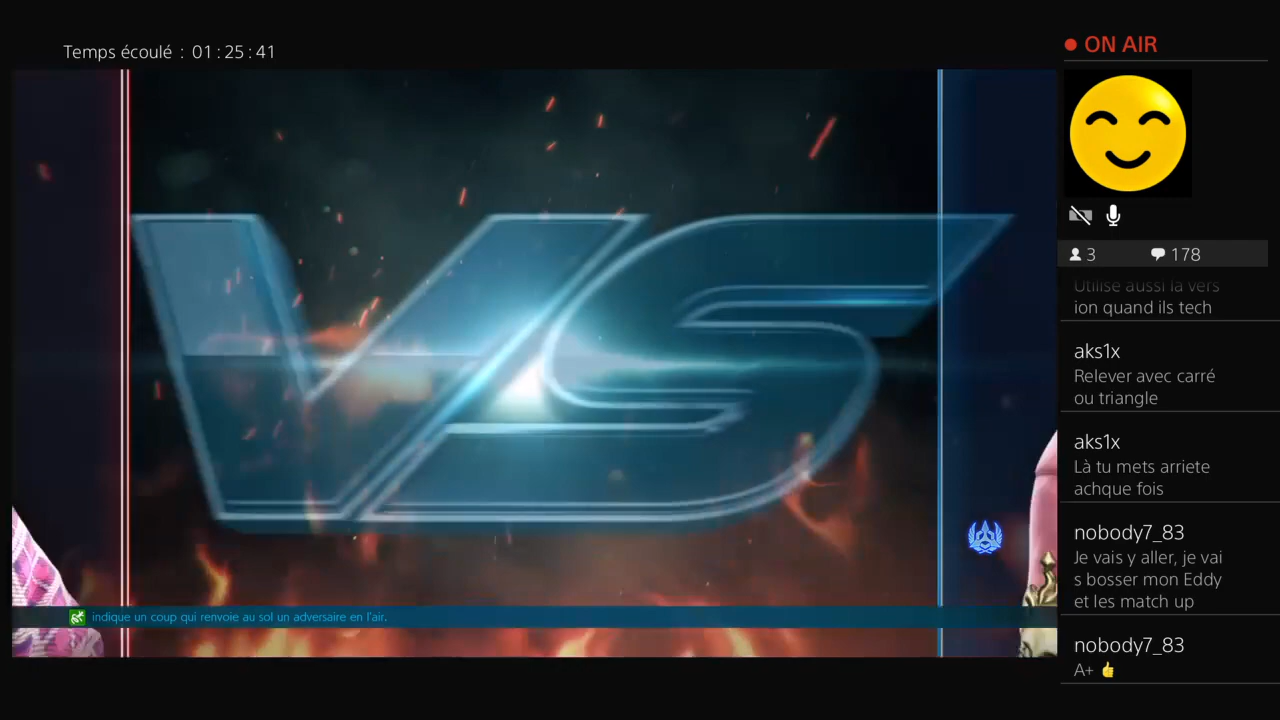 Temps écoulé : 01:25:41
VS
indique un coup qui renvoie au sol un adversaire en l'air.
ON AIR
3 178
Utilise aussi la vers
ion quand ils tech
aks1x
Relever avec carré
ou triangle
aks1x
Là tu mets arriete
achque fois
nobody7_83
Je vais y aller, je vai
s bosser mon Eddy
et les match up
nobody7_83
A+ 👍